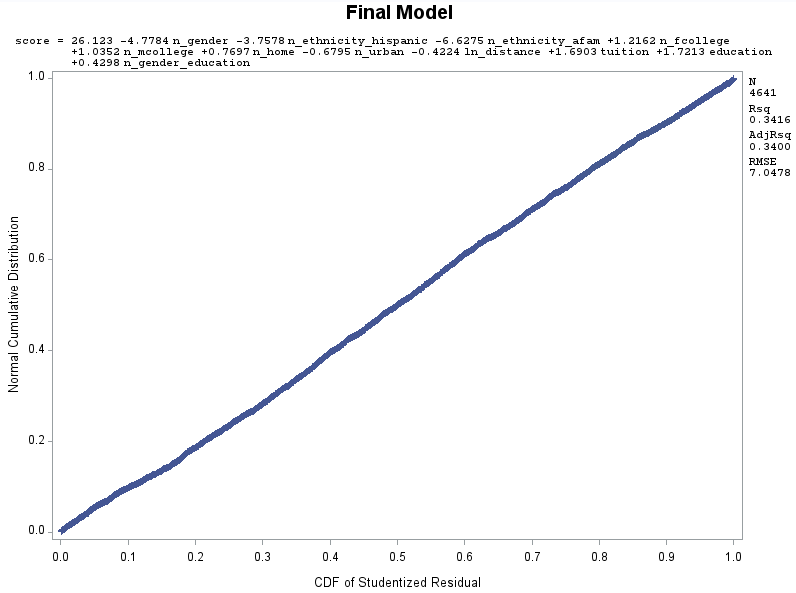 Final Model
score = 26.123 -4.7784 n_gender -3.7578 n_ethnicity_hispanic -6.6275 n_ethnicity_afam +1.2162 n_fcollege
+1.0352 n_mcollege +0.7697 n_home -0.6795 n_urban -0.4224 ln_distance +1.6903 tuition +1.7213 education
+0.4298 n_gender_education
N
4641
Rsq
0.3416
AdjRsq
0.3400
RMSE
7.0478
Normal Cumulative Distribution
1.0
0.8
0.6
0.4
0.2
0.0
0.0 0.1 0.2 0.3 0.4 0.5 0.6 0.7 0.8 0.9 1.0
CDF of Studentized Residual